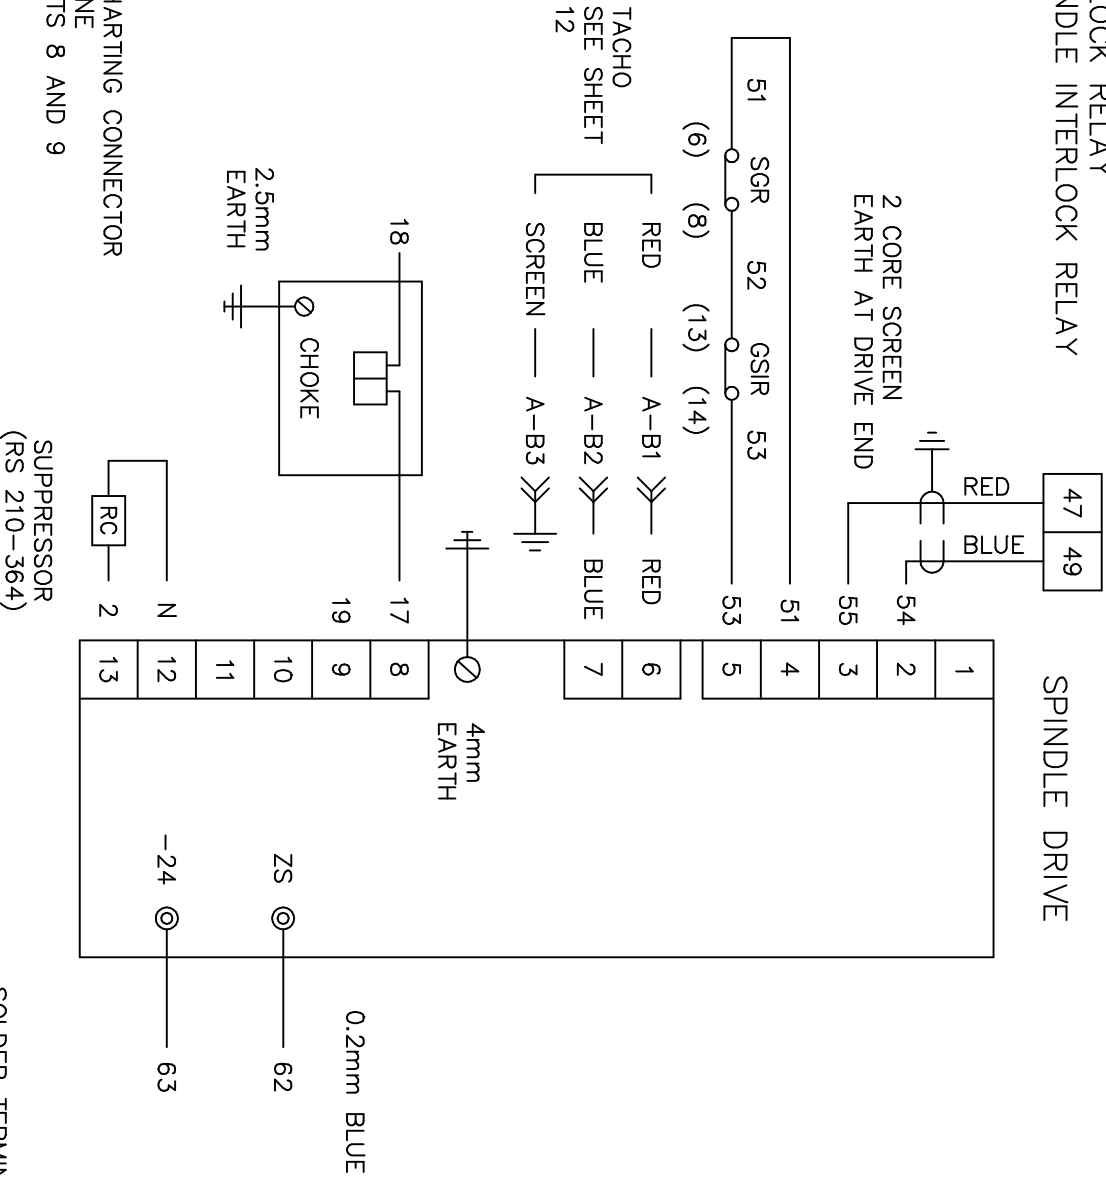 LOCK RELAY
NDLE INTERLOCK RELAY
SPINDLE DRIVE
47
49
RED
BLUE
2 CORE SCREEN
EARTH AT DRIVE END
54
55
51
53
1
2
3
4
5
51
SGR
52
GSIR
53
(6)
(8)
(13)
(14)
TACHO
SEE SHEET
12
RED
A-B1
RED
BLUE
A-B2
BLUE
SCREEN
A-B3
6
7
4mm
EARTH
18
17
19
8
9
10
11
12
13
CHOKE
2.5mm
EARTH
N
2
RC
SUPPRESSOR
(RS 210-364)
HARTING CONNECTOR
NE
TS 8 AND 9
ZS
62
-24
63
0.2mm BLUE
SOLDER TERMIN